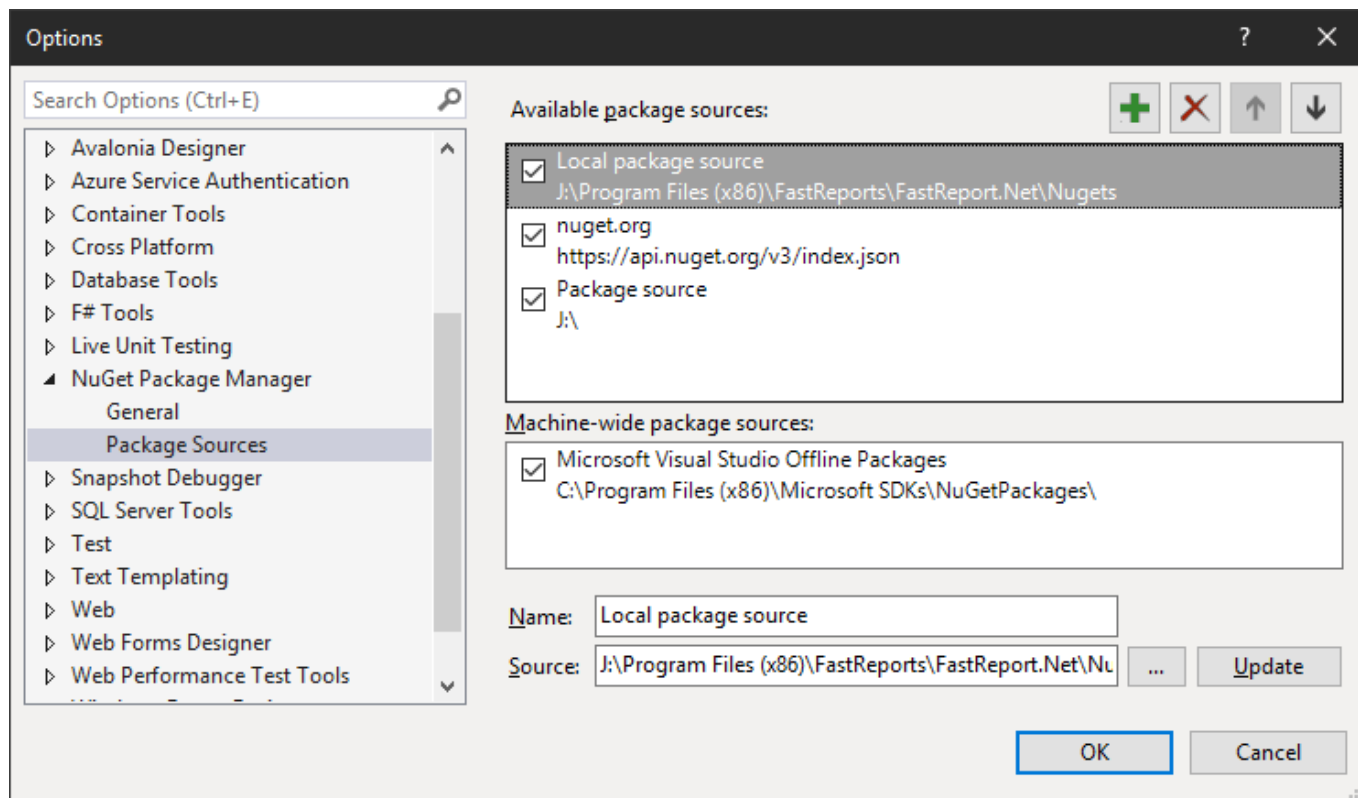 Options
?
Search Options (Ctrl+E)
Avalonia Designer
Azure Service Authentication
Container Tools
Cross Platform
Database Tools
F# Tools
Live Unit Testing
NuGet Package Manager
General
Package Sources
Snapshot Debugger
SQL Server Tools
Test
Text Templating
Web
Web Forms Designer
Web Performance Test Tools
Available package sources:
Local package source
J:\Program Files (x86)\FastReports\FastReport.Net\Nugets
nuget.org
https://api.nuget.org/v3/index.json
Package source
J:\
Machine-wide package sources:
Microsoft Visual Studio Offline Packages
C:\Program Files (x86)\Microsoft SDKs\NuGetPackages\
Name: Local package source
Source: J:\Program Files (x86)\FastReports\FastReport.Net\Nu ... Update
OK Cancel